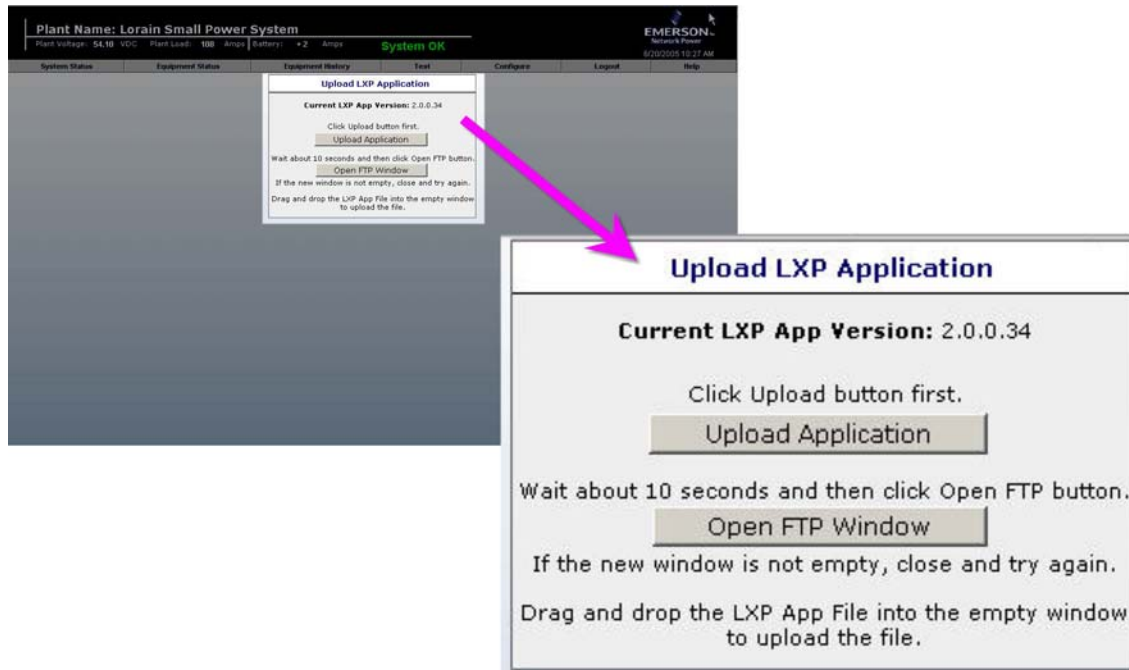 Plant Name: Lorain Small Power System
Plant Voltage: 54.10 VDC Plant Load: 100 Amps Battery: +2 Amps System OK
EMERSON
Network Power
6/20/2005 10:27 AM
System Status Equipment Status Equipment History Test Configure Logout Help
Upload LXP Application
Current LXP App Version: 2.0.0.34
Click Upload button first.
Upload Application
Wait about 10 seconds and then click Open FTP button.
Open FTP Window
If the new window is not empty, close and try again.
Drag and drop the LXP App File into the empty window
to upload the file.
Upload LXP Application
Current LXP App Version: 2.0.0.34
Click Upload button first.
Upload Application
Wait about 10 seconds and then click Open FTP button.
Open FTP Window
If the new window is not empty, close and try again.
Drag and drop the LXP App File into the empty window
to upload the file.